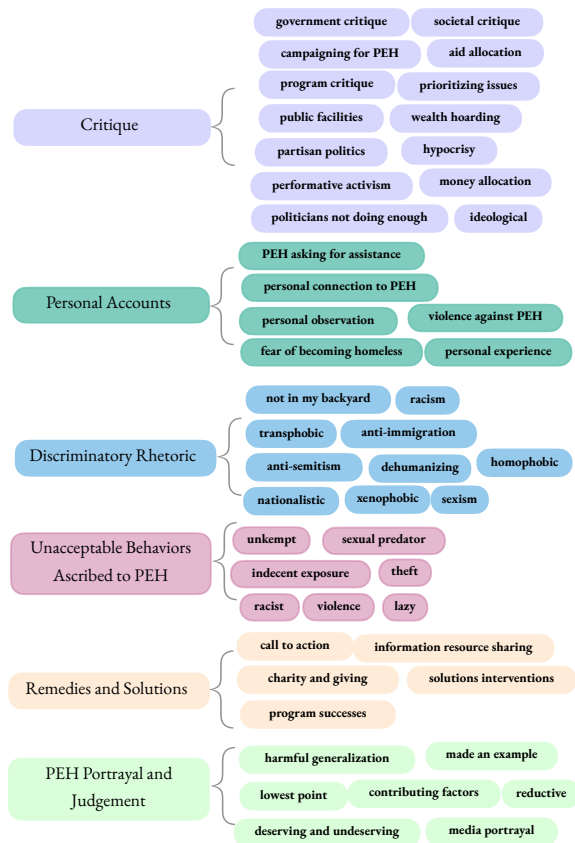 government critique
societal critique
campaigning for PEH
aid allocation
program critique
prioritizing issues
Critique
public facilities
wealth hoarding
partisan politics
hypocrisy
performative activism
money allocation
politicians not doing enough
ideological
PEH asking for assistance
personal connection to PEH
Personal Accounts
personal observation
violence against PEH
fear of becoming homeless
personal experience
not in my backyard
racism
transphobic
anti-immigration
Discriminatory Rhetoric
anti-semitism
dehumanizing
homophobic
nationalistic
xenophobic
sexism
unkempt
sexual predator
Unacceptable Behaviors
Ascribed to PEH
indecent exposure
theft
racist
violence
lazy
call to action
information resource sharing
Remedies and Solutions
charity and giving
solutions interventions
program successes
harmful generalization
made an example
PEH Portrayal and
Judgement
lowest point
contributing factors
reductive
deserving and undeserving
media portrayal